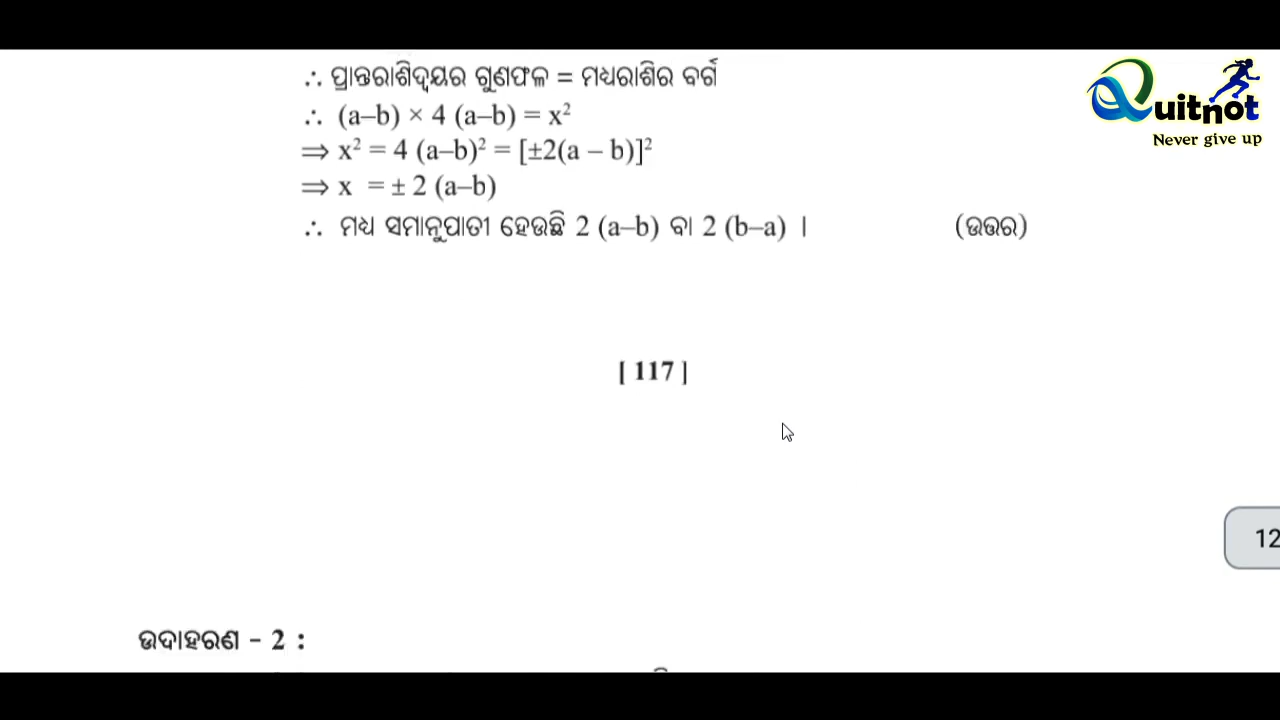 ∴ ପ୍ରାନ୍ତରାଶିଦ୍ୱୟର ଗୁଣଫଳ = ମଧ୍ୟରାଶିର ବର୍ଗ
Quitnot
∴ (a–b) × 4 (a–b) = x²
Never give up
⇒ x² = 4 (a–b)² = [±2(a – b)]²
⇒ x = ± 2 (a–b)
∴ ମଧ୍ୟ ସମାନୁପାତୀ ହେଉଛି 2 (a–b) ବା 2 (b–a) । (ଉତ୍ତର)
[ 117 ]
12
ଉଦାହରଣ - 2 :